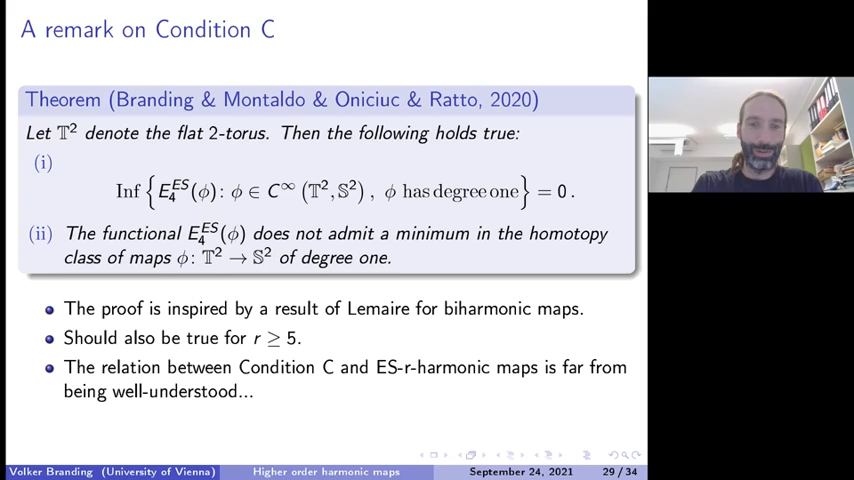 A remark on Condition C
Theorem (Branding & Montaldo & Oniciuc & Ratto, 2020)
Let 𝕋² denote the flat 2-torus. Then the following holds true:
(i)
Inf { E₄^{ES}(ϕ): ϕ ∈ C^∞ (𝕋², 𝕊²) , ϕ has degree one } = 0 .
(ii) The functional E₄^{ES}(ϕ) does not admit a minimum in the homotopy
class of maps ϕ: 𝕋² → 𝕊² of degree one.
The proof is inspired by a result of Lemaire for biharmonic maps.
Should also be true for r ≥ 5.
The relation between Condition C and ES-r-harmonic maps is far from
being well-understood...
Volker Branding (University of Vienna) Higher order harmonic maps September 24, 2021 29 / 34